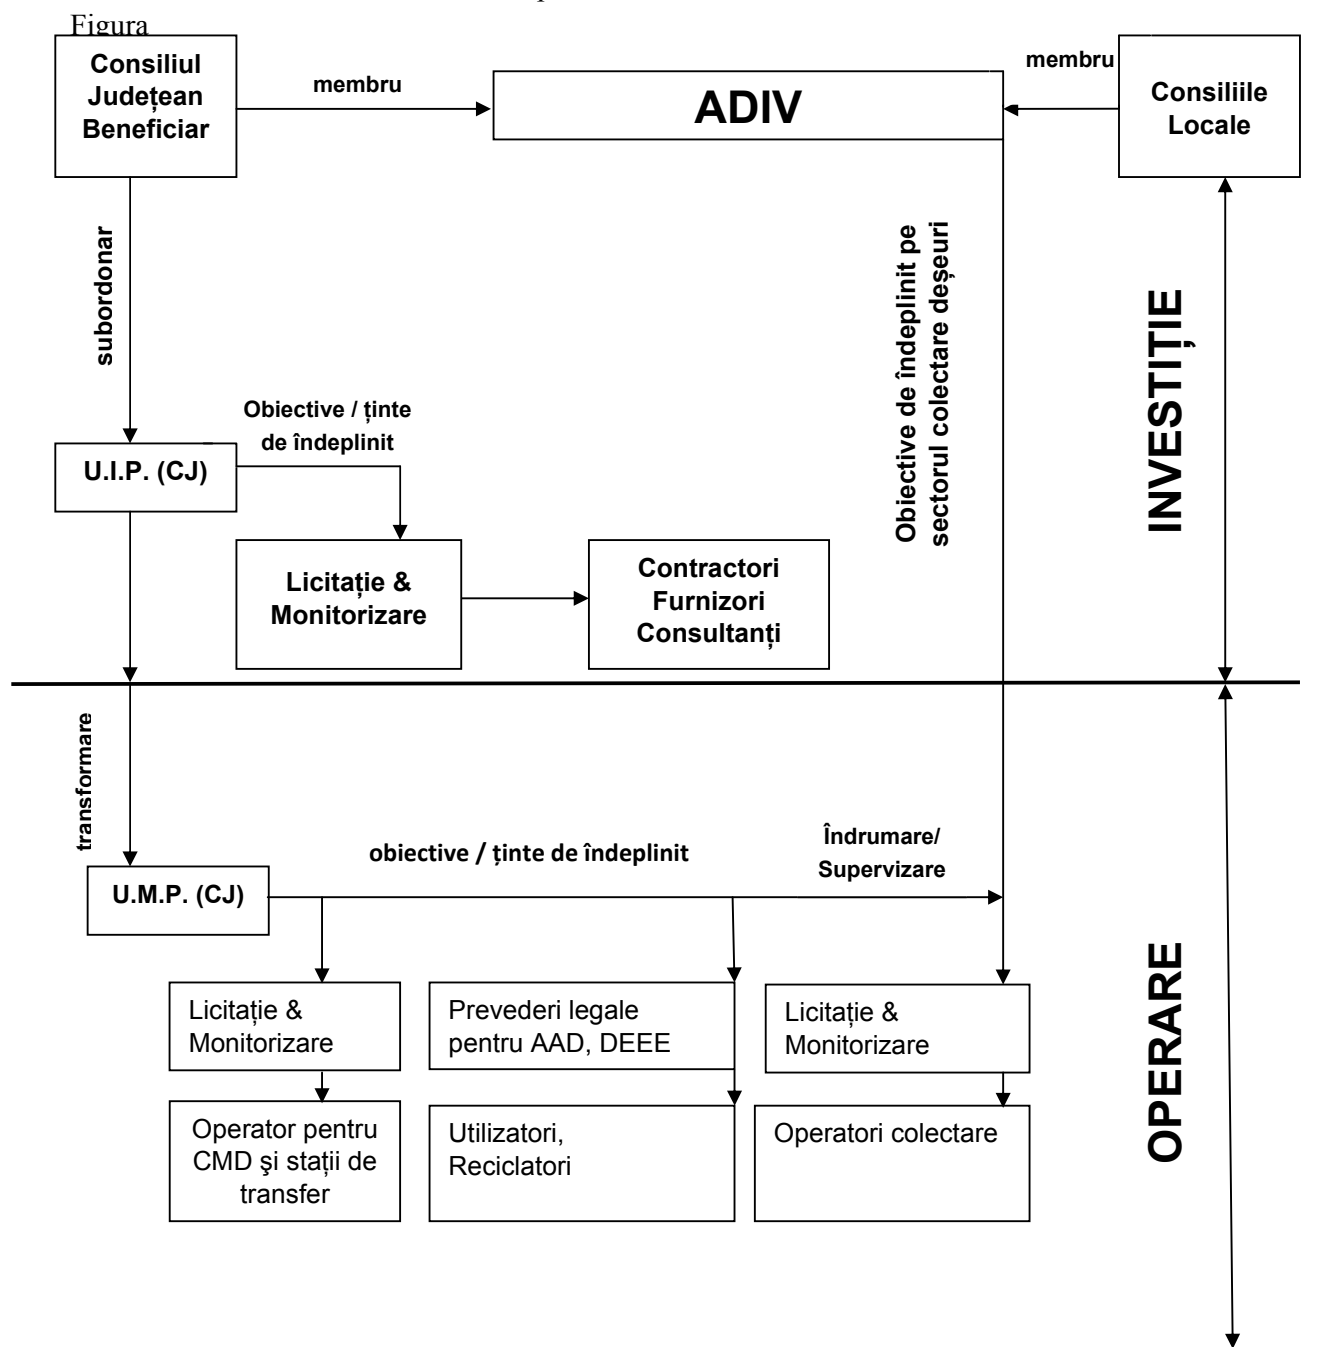 Figura
Consiliul
Județean
Beneficiar
membru
ADIV
membru
Consiliile
Locale
subordonar
Obiective de îndeplinit pe
sectorul colectare deșeuri
INVESTIȚIE
Obiective / ținte
de îndeplinit
U.I.P. (CJ)
Licitație &
Monitorizare
Contractori
Furnizori
Consultanți
transformare
obiective / ținte de îndeplinit
Îndrumare/
Supervizare
U.M.P. (CJ)
OPERARE
Licitație &
Monitorizare
Prevederi legale
pentru AAD, DEEE
Licitație &
Monitorizare
Operator pentru
CMD şi stații de
transfer
Utilizatori,
Reciclatori
Operatori colectare